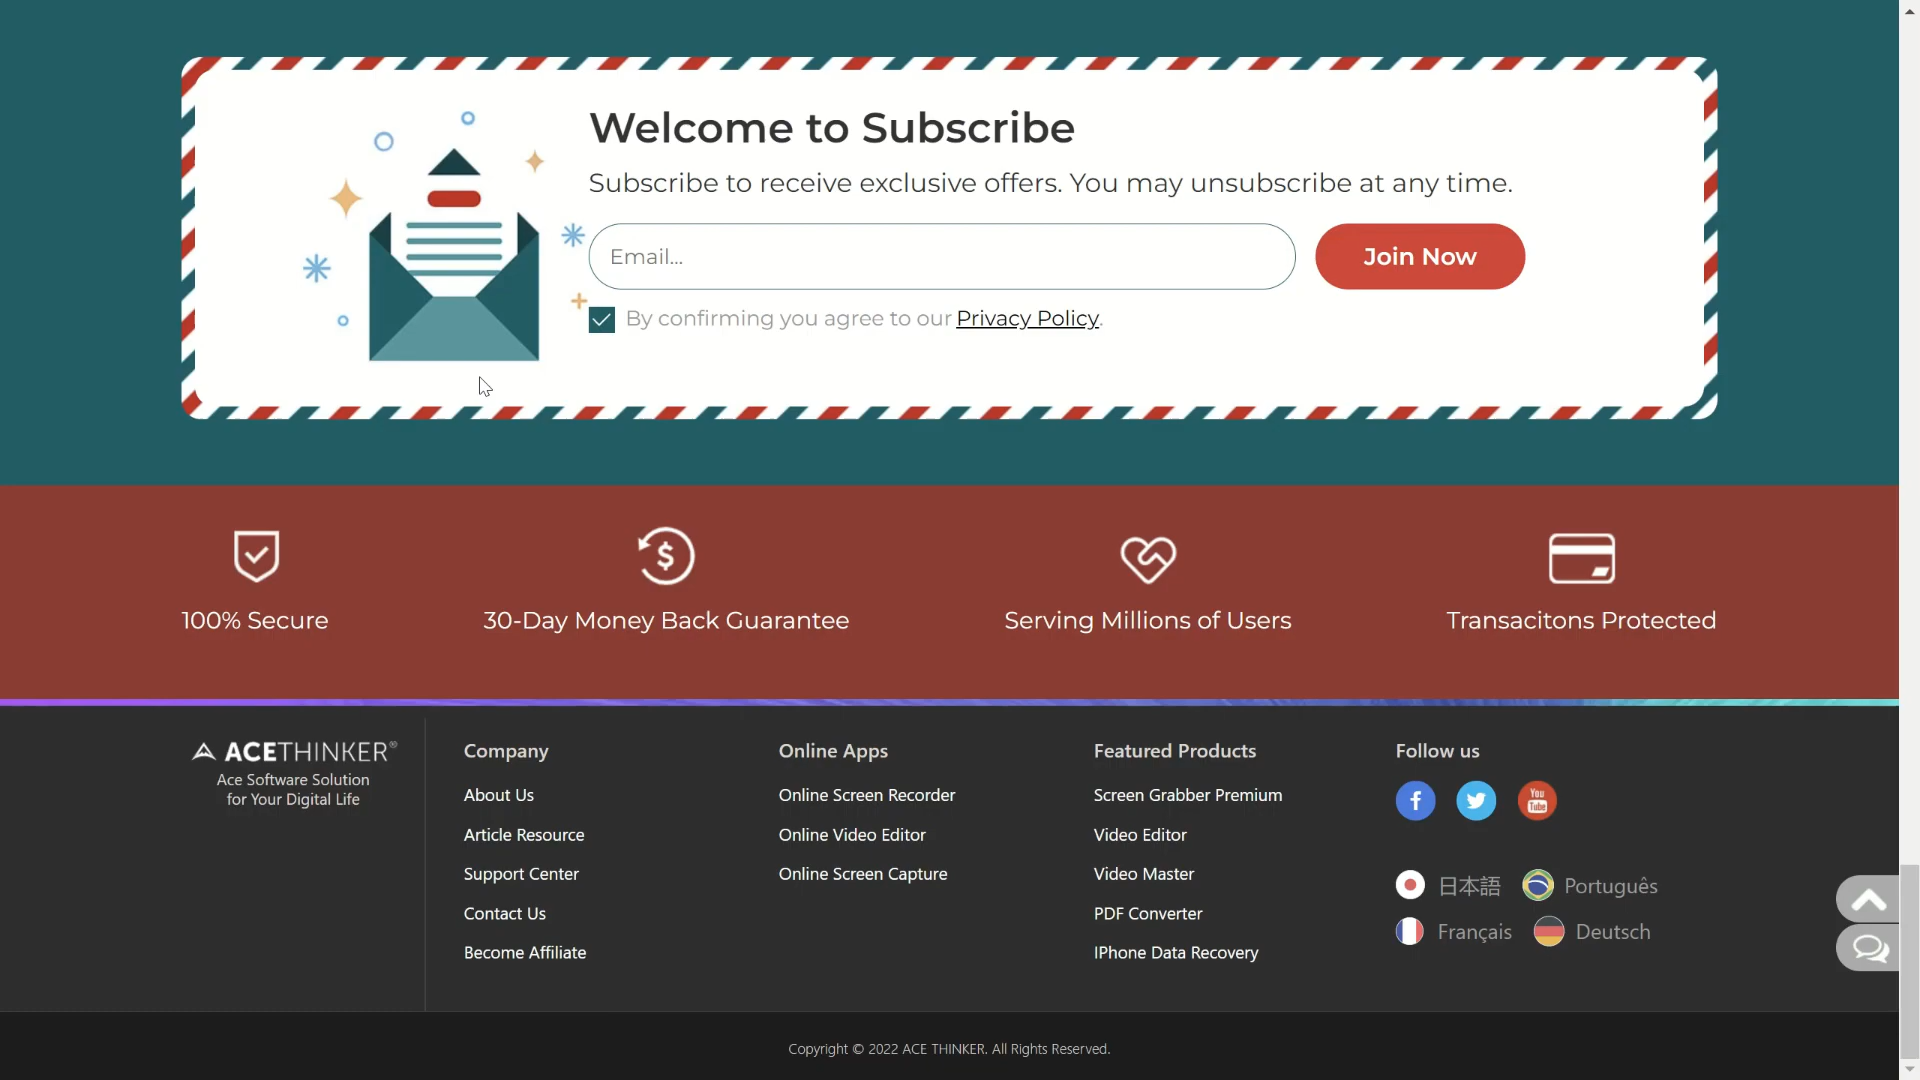 Welcome to Subscribe
Subscribe to receive exclusive offers. You may unsubscribe at any time.
Email...
Join Now
By confirming you agree to our Privacy Policy.
100% Secure
30-Day Money Back Guarantee
Serving Millions of Users
Transacitons Protected
ACETHINKER®
Ace Software Solution
for Your Digital Life
Company
About Us
Article Resource
Support Center
Contact Us
Become Affiliate
Online Apps
Online Screen Recorder
Online Video Editor
Online Screen Capture
Featured Products
Screen Grabber Premium
Video Editor
Video Master
PDF Converter
IPhone Data Recovery
Follow us
You
Tube
日本語
Português
Français
Deutsch
Copyright © 2022 ACE THINKER. All Rights Reserved.